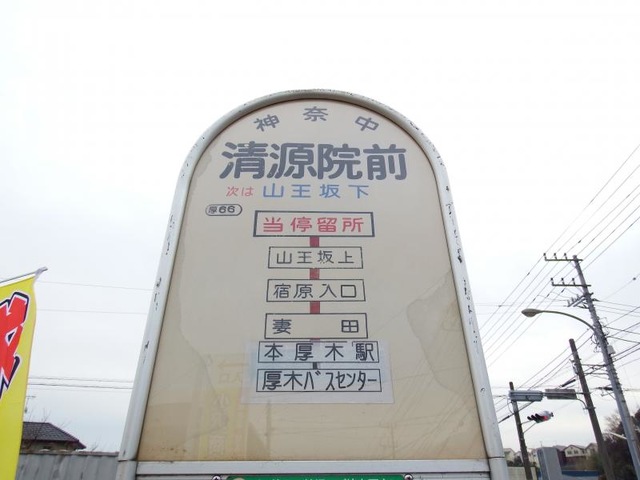 神奈中
清源院前
次は 山王坂下
厚66
当停留所
山王坂上
宿原入口
妻田
本厚木駅
厚木バスセンター